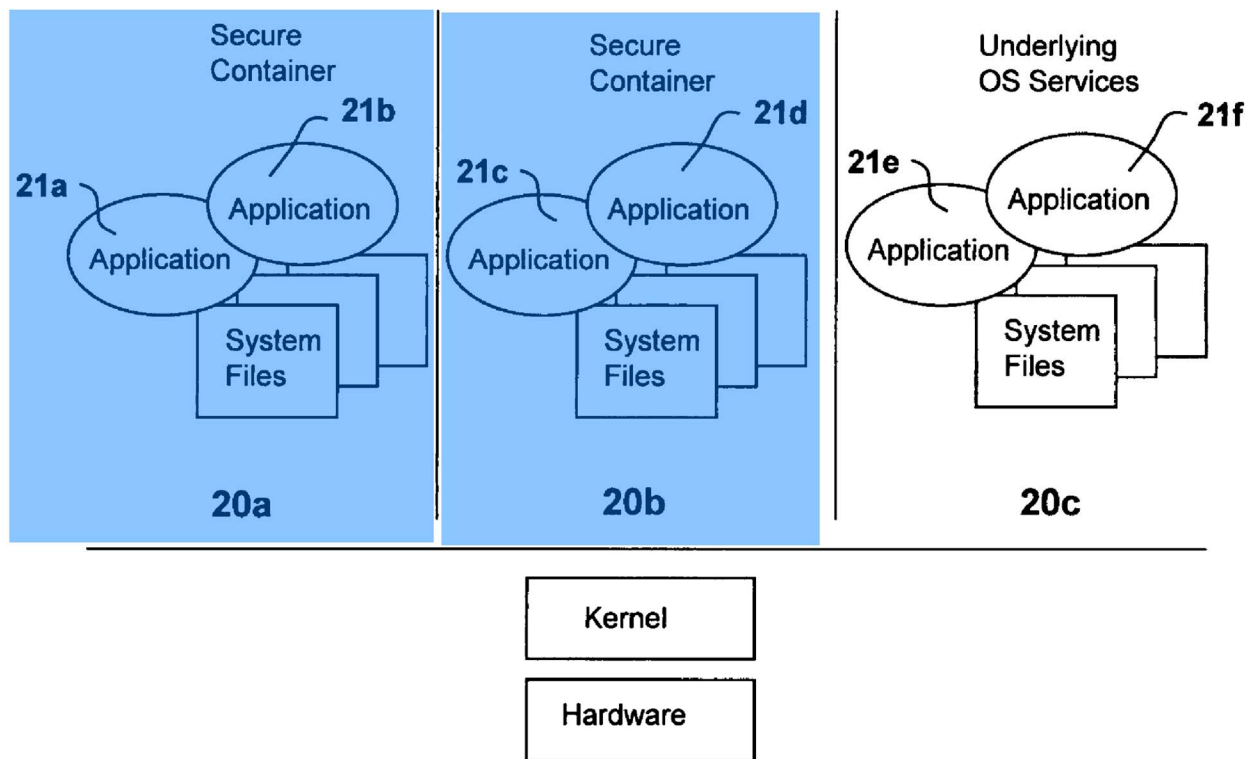 Secure
Container
21b
21a
Application
Application
System
Files
20a
Secure
Container
21d
21c
Application
Application
System
Files
20b
Underlying
OS Services
21f
21e
Application
Application
System
Files
20c
Kernel
Hardware